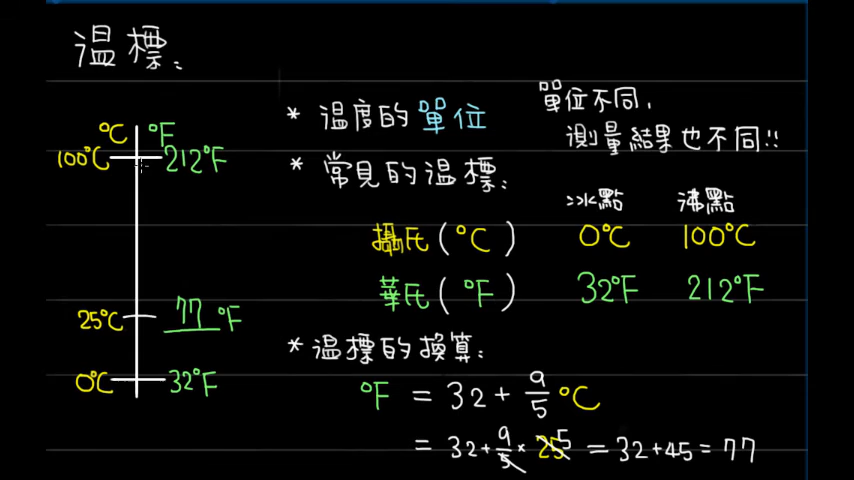 溫標:
°C °F
100°C 212°F
25°C 77 °F
0°C 32°F
* 溫度的單位
單位不同,
測量結果也不同!!
* 常見的溫標:
冰點 沸點
攝氏(°C) 0°C 100°C
華氏(°F) 32°F 212°F
* 溫標的換算:
°F = 32 + 9/5 °C
= 32 + 9/5 × 25 5 = 32 + 45 = 77